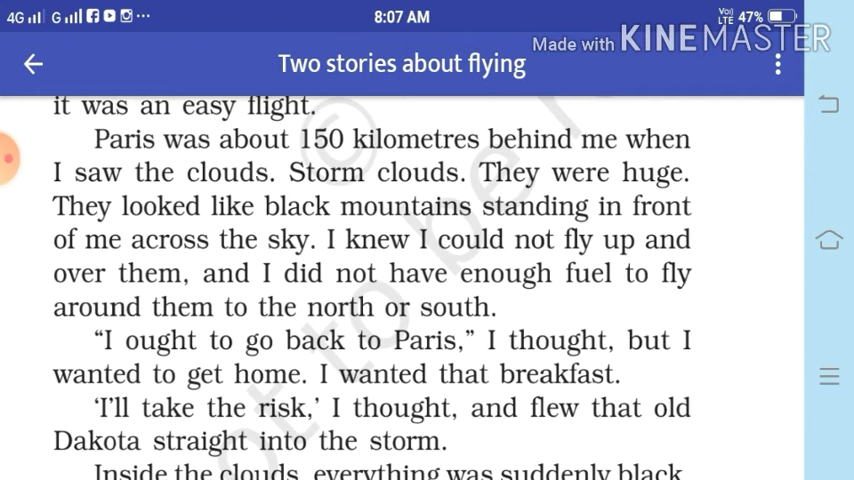 4G G ... 8:07 AM Vo) LTE 47%
Made with KINEMASTER
Two stories about flying
it was an easy flight.
Paris was about 150 kilometres behind me when
I saw the clouds. Storm clouds. They were huge.
They looked like black mountains standing in front
of me across the sky. I knew I could not fly up and
over them, and I did not have enough fuel to fly
around them to the north or south.
“I ought to go back to Paris,” I thought, but I
wanted to get home. I wanted that breakfast.
‘I’ll take the risk,’ I thought, and flew that old
Dakota straight into the storm.
Inside the clouds, everything was suddenly black.